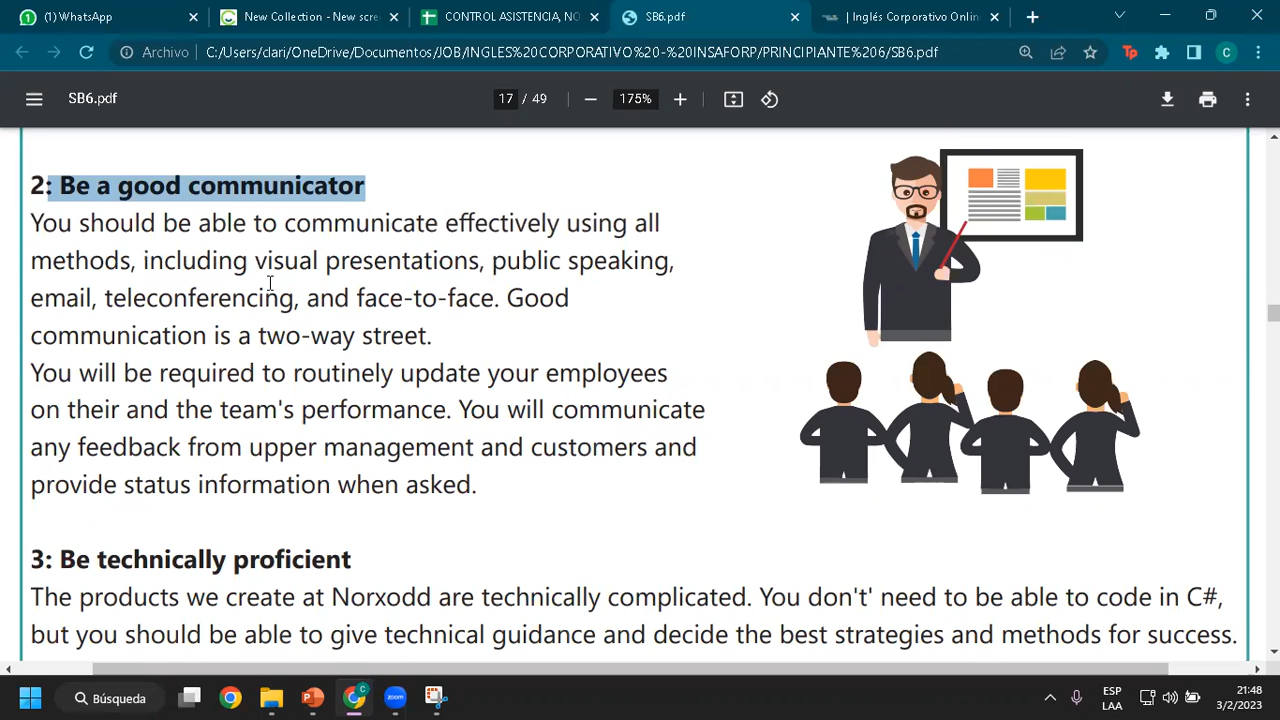 (1) WhatsApp
New Collection - New scre
CONTROL ASISTENCIA, NO
SB6.pdf
| Inglés Corporativo Onlin
Archivo
C:/Users/clari/OneDrive/Documentos/JOB/INGLES%20CORPORATIVO%20-%20INSAFORP/PRINCIPIANTE%206/SB6.pdf
C
SB6.pdf
17 / 49
175%
2: Be a good communicator
You should be able to communicate effectively using all
methods, including visual presentations, public speaking,
email, teleconferencing, and face-to-face. Good
communication is a two-way street.
You will be required to routinely update your employees
on their and the team's performance. You will communicate
any feedback from upper management and customers and
provide status information when asked.
3: Be technically proficient
The products we create at Norxodd are technically complicated. You don't' need to be able to code in C#,
but you should be able to give technical guidance and decide the best strategies and methods for success.
Búsqueda
zoom
ESP
LAA
21:48
3/2/2023